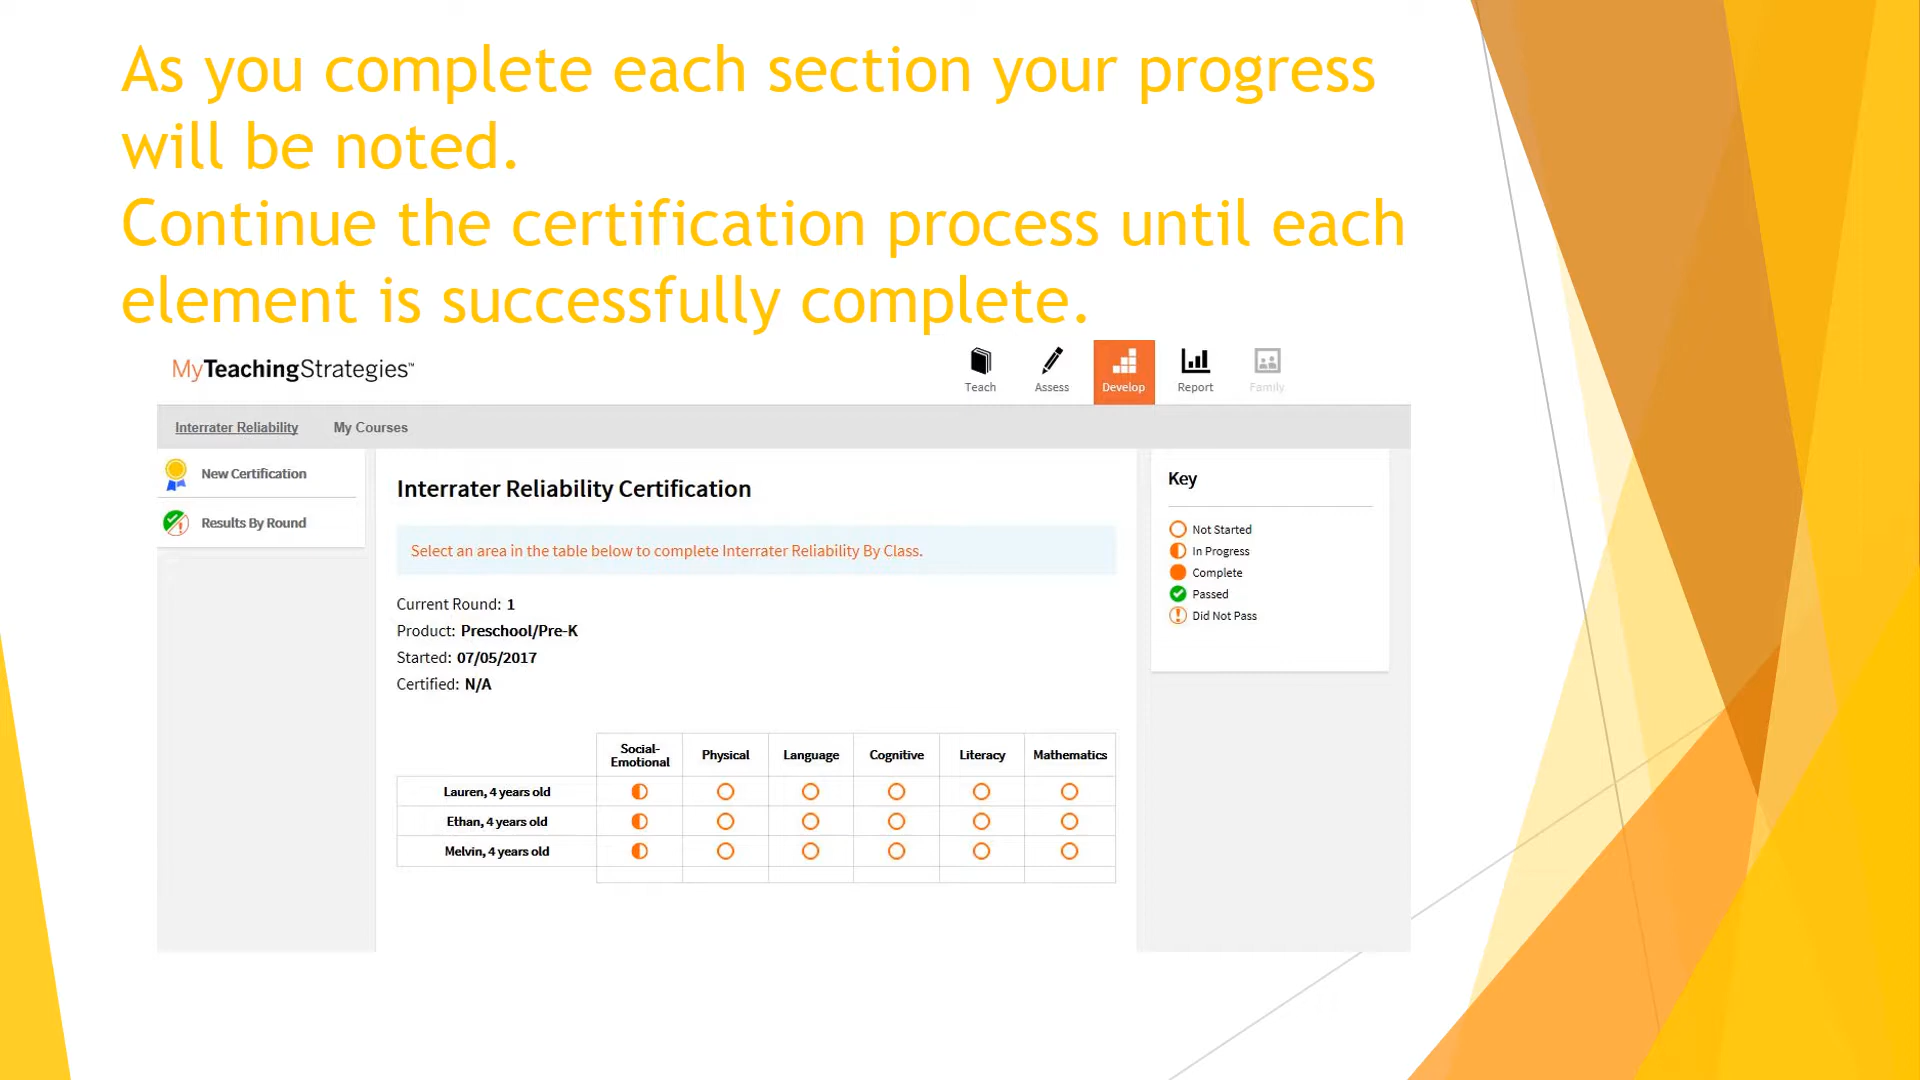 As you complete each section your progress
will be noted.
Continue the certification process until each
element is successfully complete.
MyTeachingStrategies™
Teach
Assess
Develop
Report
Family
Interrater Reliability
My Courses
New Certification
Results By Round
Interrater Reliability Certification
Select an area in the table below to complete Interrater Reliability By Class.
Current Round: 1
Product: Preschool/Pre-K
Started: 07/05/2017
Certified: N/A
Social-
Emotional
Physical
Language
Cognitive
Literacy
Mathematics
Lauren, 4 years old
Ethan, 4 years old
Melvin, 4 years old
Key
Not Started
In Progress
Complete
Passed
Did Not Pass